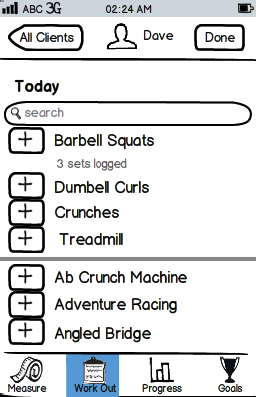 ABC 3G 02:24 AM
All Clients Dave Done
Today
search
+ Barbell Squats
3 sets logged
+ Dumbell Curls
+ Crunches
+ Treadmill
+ Ab Crunch Machine
+ Adventure Racing
+ Angled Bridge
Measure Work Out Progress Goals